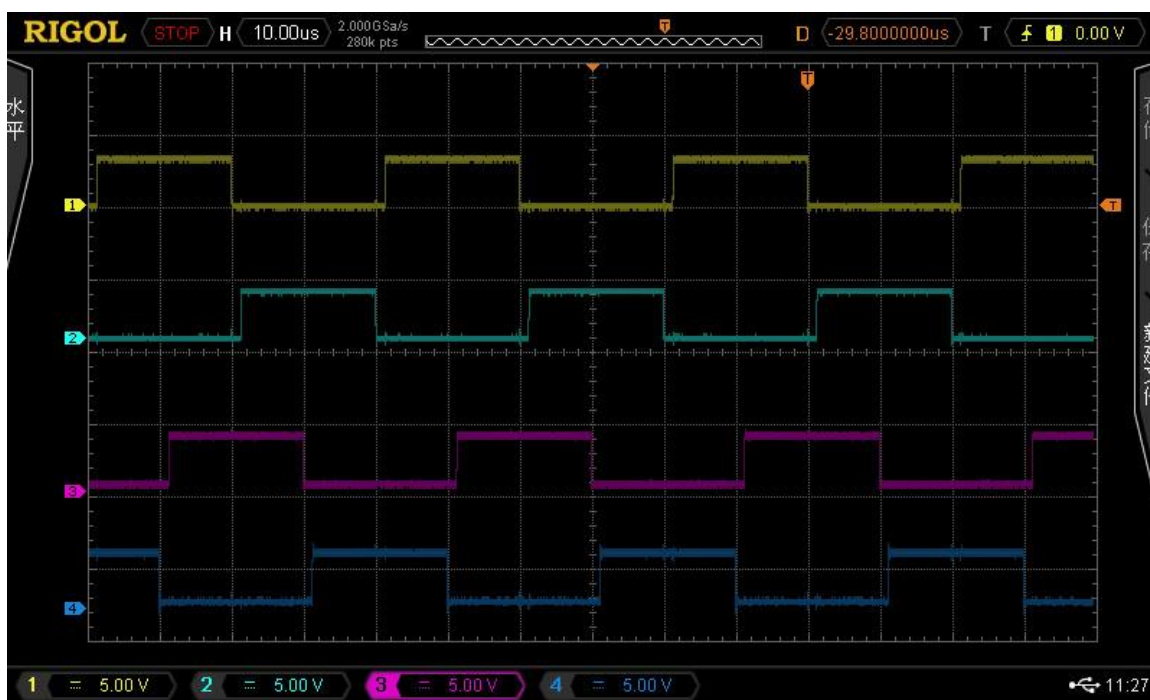 RIGOL STOP H 10.00us 2.000GSa/s 280k pts T D -29.8000000us T 1 0.00 V
水平
T
1
T
2
3
4
1 = 5.00 V 2 = 5.00 V 3 = 5.00 V 4 = 5.00 V 11:27